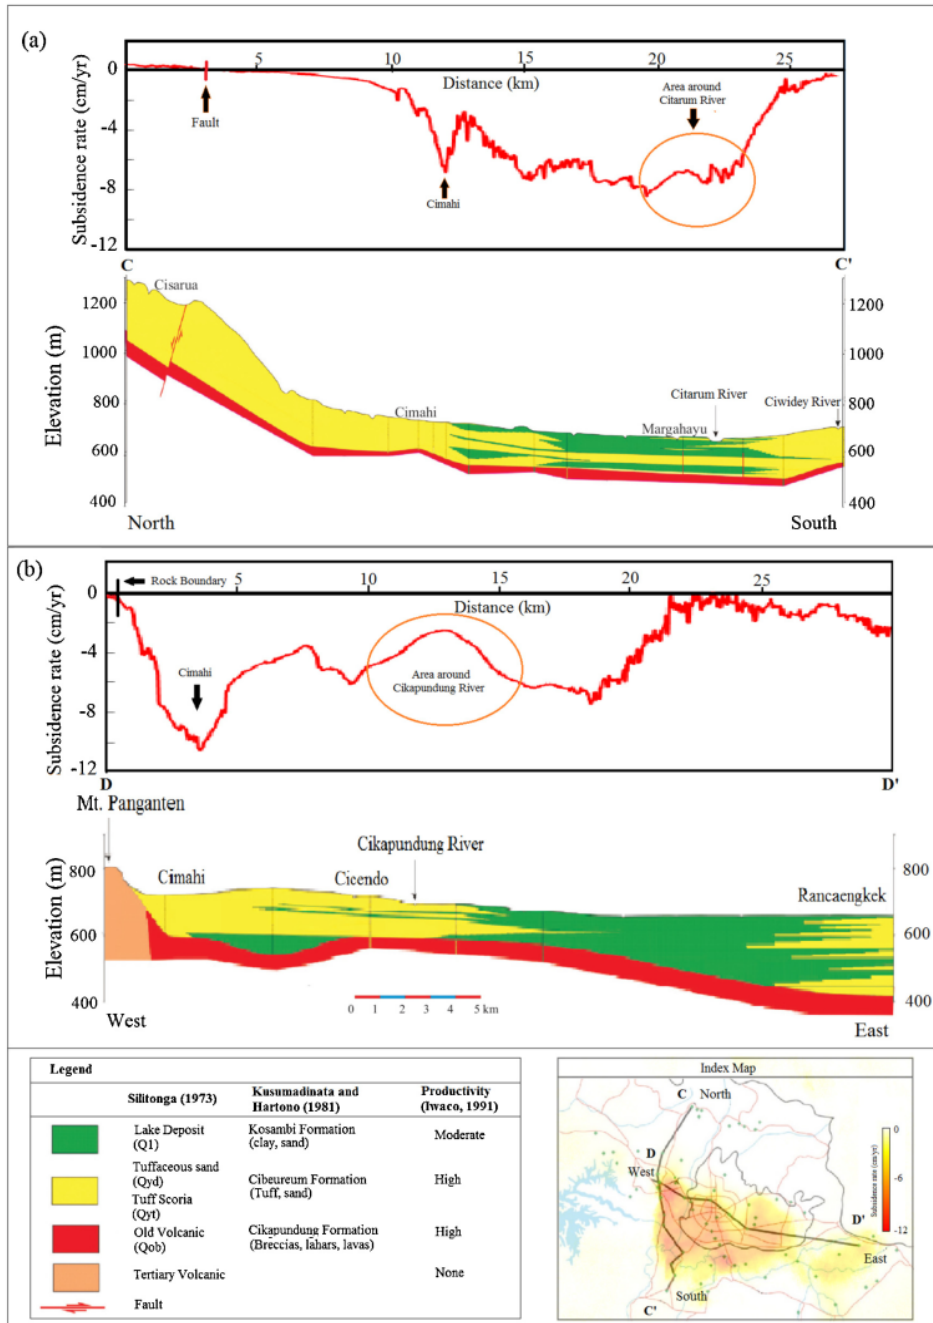 (a)
0
5
10
15
20
25
Distance (km)
Area around
Citarum River
Fault
Cimahi
Subsidence rate (cm/yr)
-4
-8
-12
C
C'
Cisarua
1200
1200
1000
1000
Elevation (m)
800
800
Cimahi
Citarum River
Ciwidey River
Margahayu
600
600
400
400
North
South
(b)
Rock Boundary
0
5
10
15
20
25
Distance (km)
Cimahi
Area around
Cikapundung River
Subsidence rate (cm/yr)
-4
-8
-12
D
D'
Mt. Panganten
Cikapundung River
Elevation (m)
800
800
Cimahi
Cicendo
Rancaengkek
600
600
400
400
0 1 2 3 4 5 km
West
East
Legend
Silitonga (1973)
Kusumadinata and
Hartono (1981)
Productivity
(Iwaco, 1991)
Lake Deposit
(Q1)
Kosambi Formation
(clay, sand)
Moderate
Tuffaceous sand
(Qyd)
Tuff Scoria
(Qyt)
Cibeureum Formation
(Tuff, sand)
High
Old Volcanic
(Qob)
Cikapundung Formation
(Breccias, lahars, lavas)
High
Tertiary Volcanic
None
Fault
Index Map
C
North
D
West
D'
East
South
C'
0
-6
-12
Subsidence rate (cm/yr)